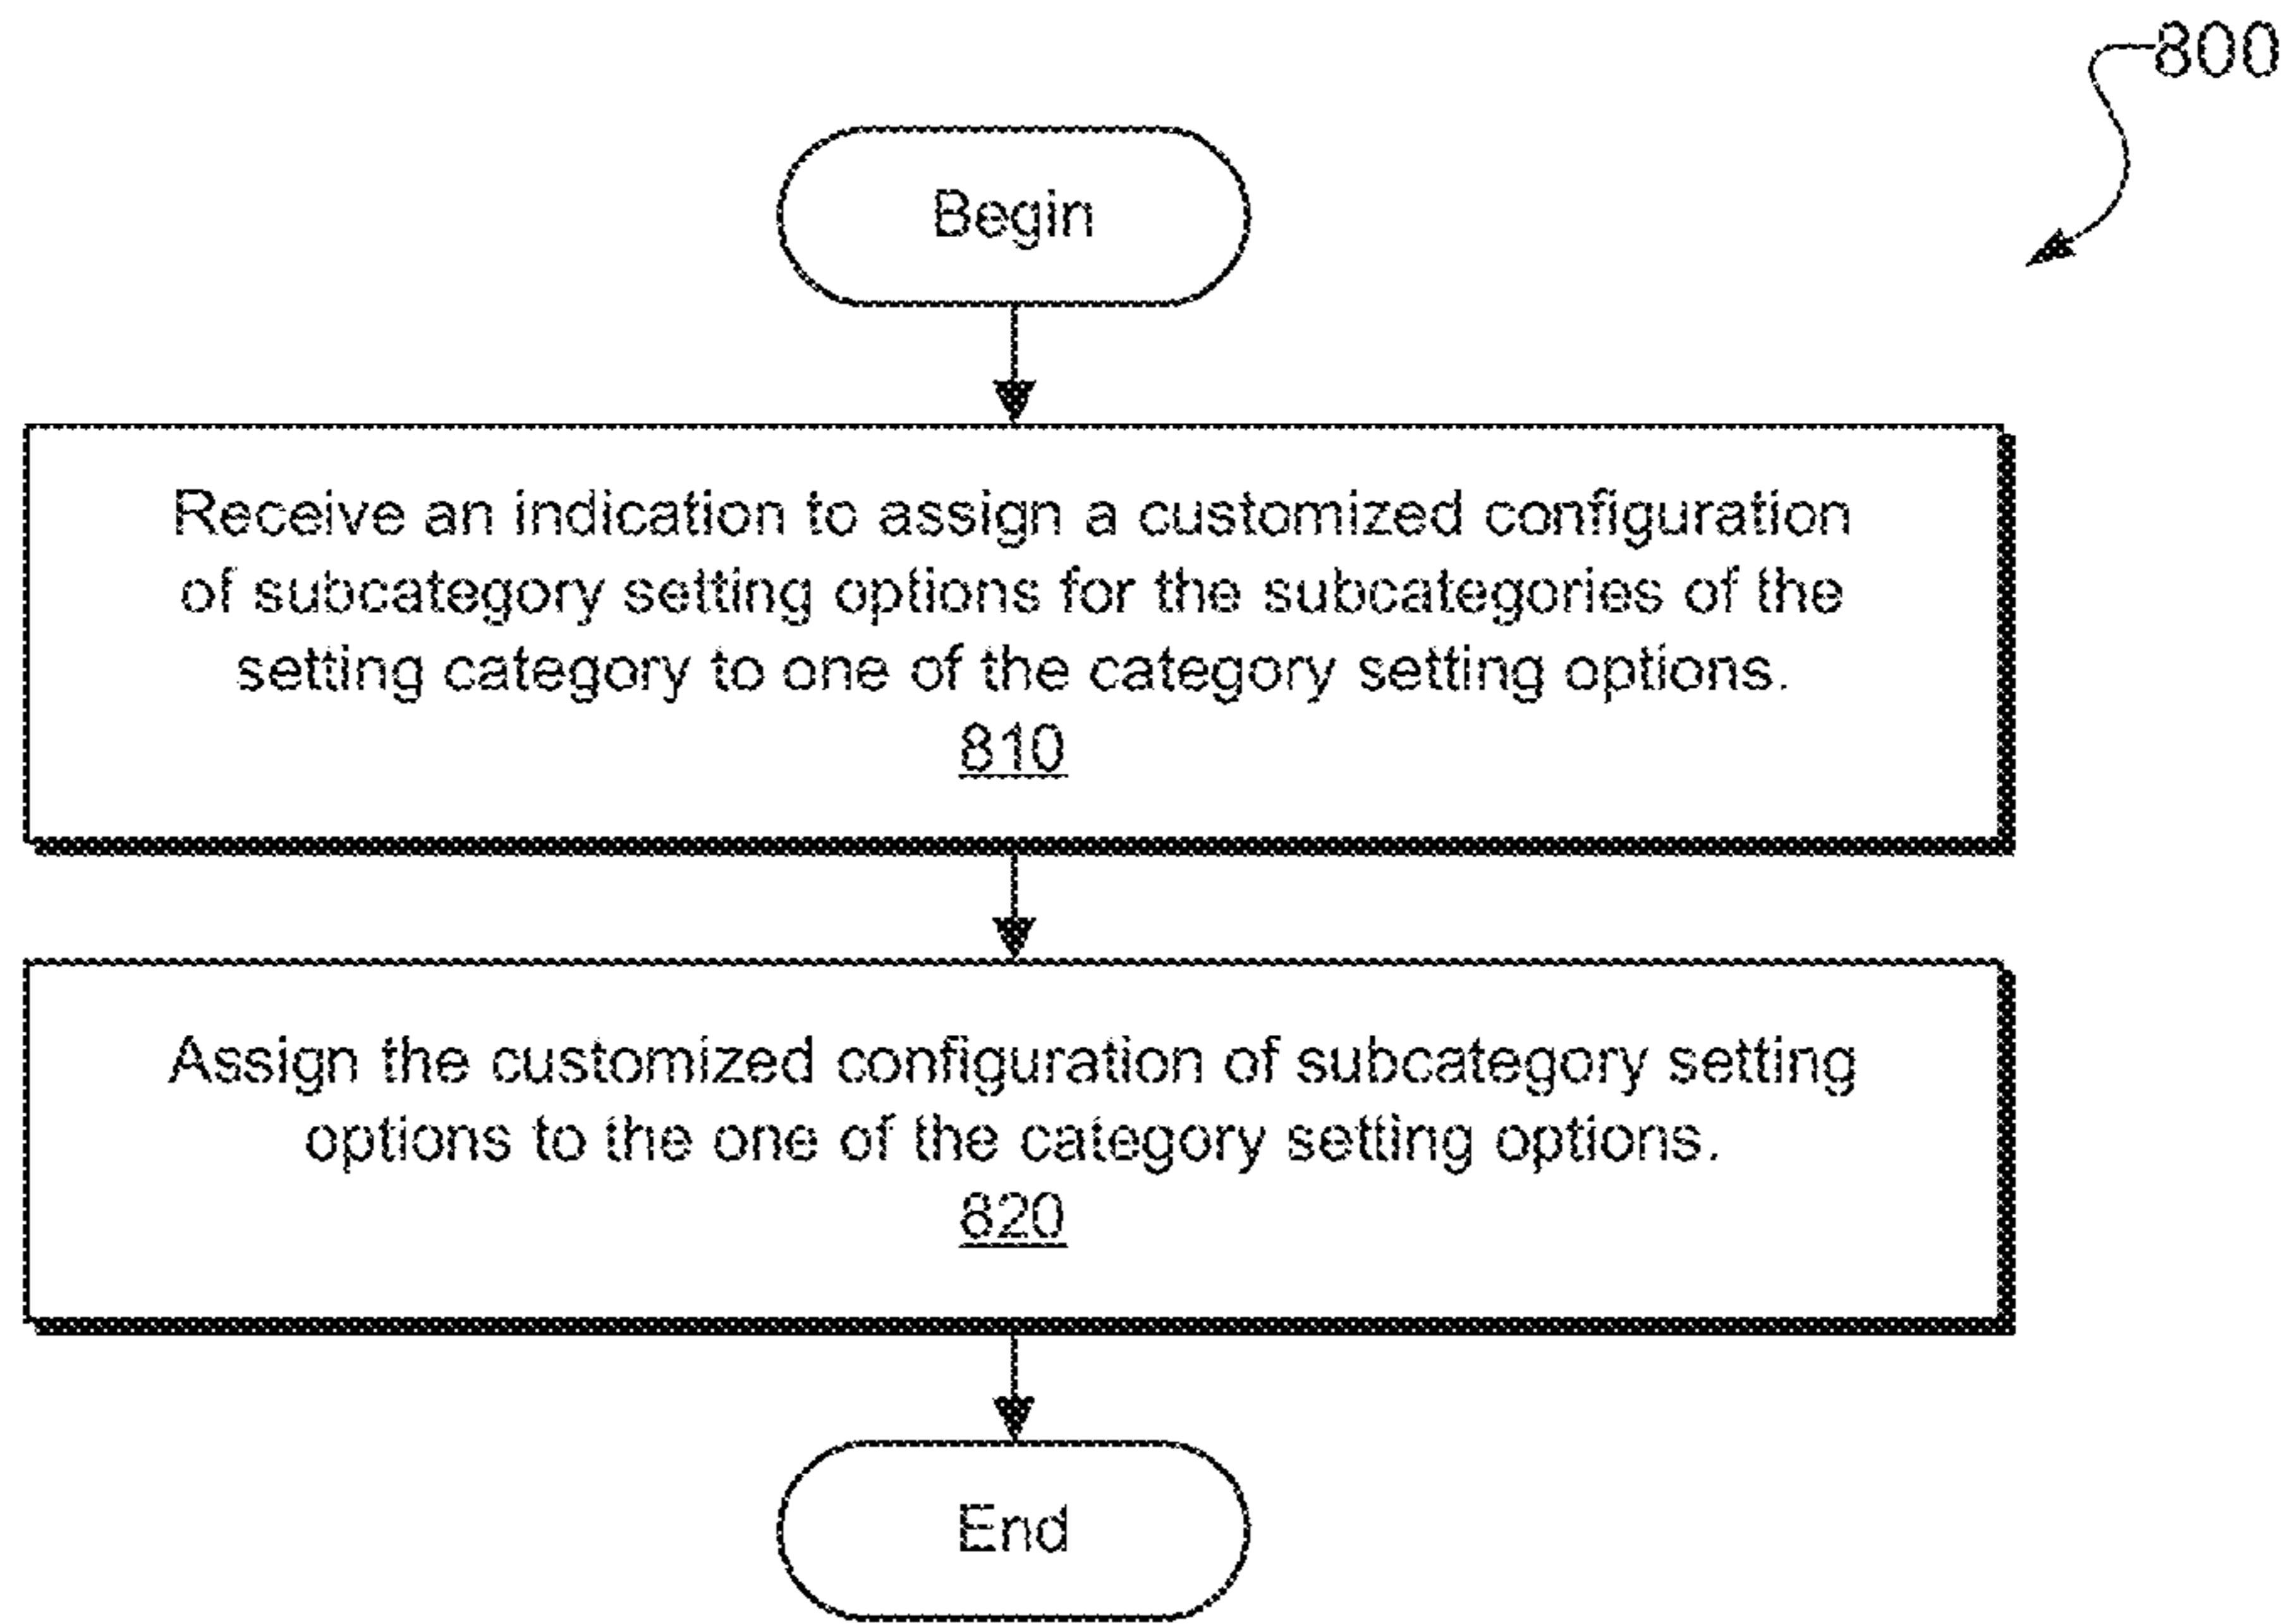 800
Begin
Receive an indication to assign a customized configuration
of subcategory setting options for the subcategories of the
setting category to one of the category setting options.
810
Assign the customized configuration of subcategory setting
options to the one of the category setting options.
820
End